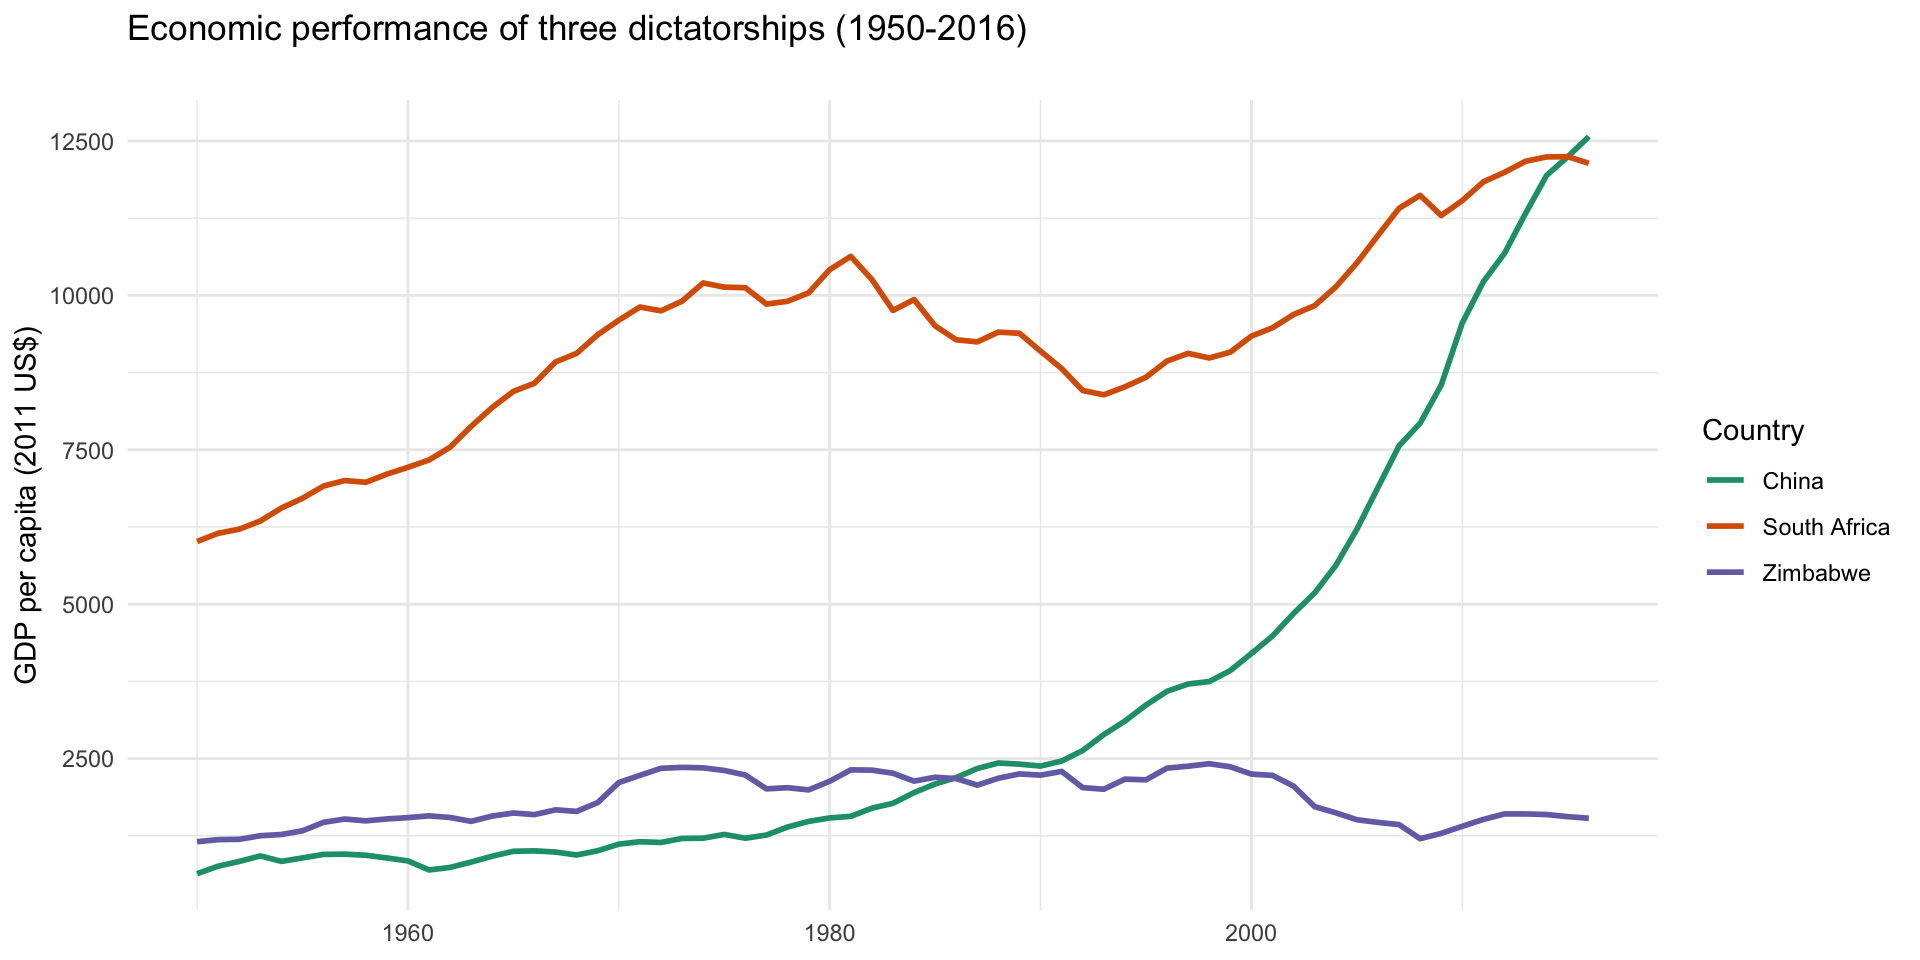 Economic performance of three dictatorships (1950-2016)
GDP per capita (2011 US$)
12500
10000
7500
5000
2500
1960
1980
2000
Country
China
South Africa
Zimbabwe